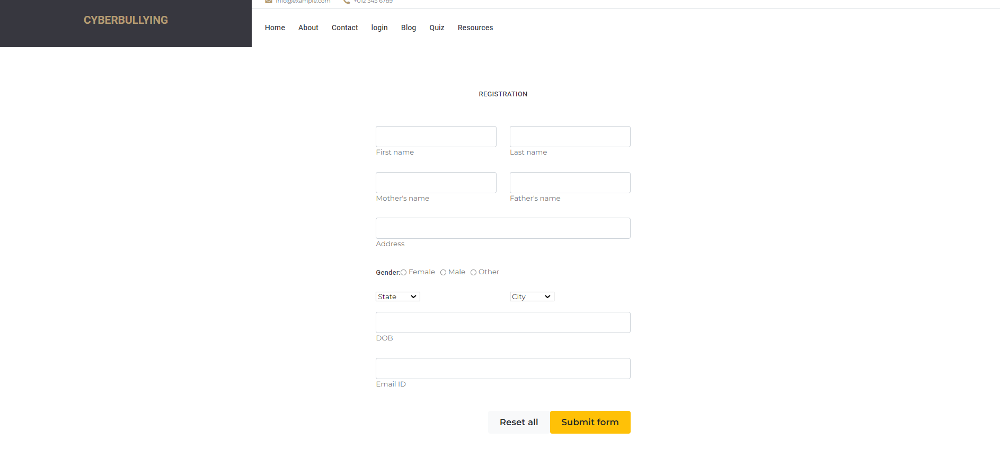 info@example.com +012 345 6789
CYBERBULLYING
Home About Contact login Blog Quiz Resources
REGISTRATION
First name Last name
Mother's name Father's name
Address
Gender: Female Male Other
State City
DOB
Email ID
Reset all Submit form